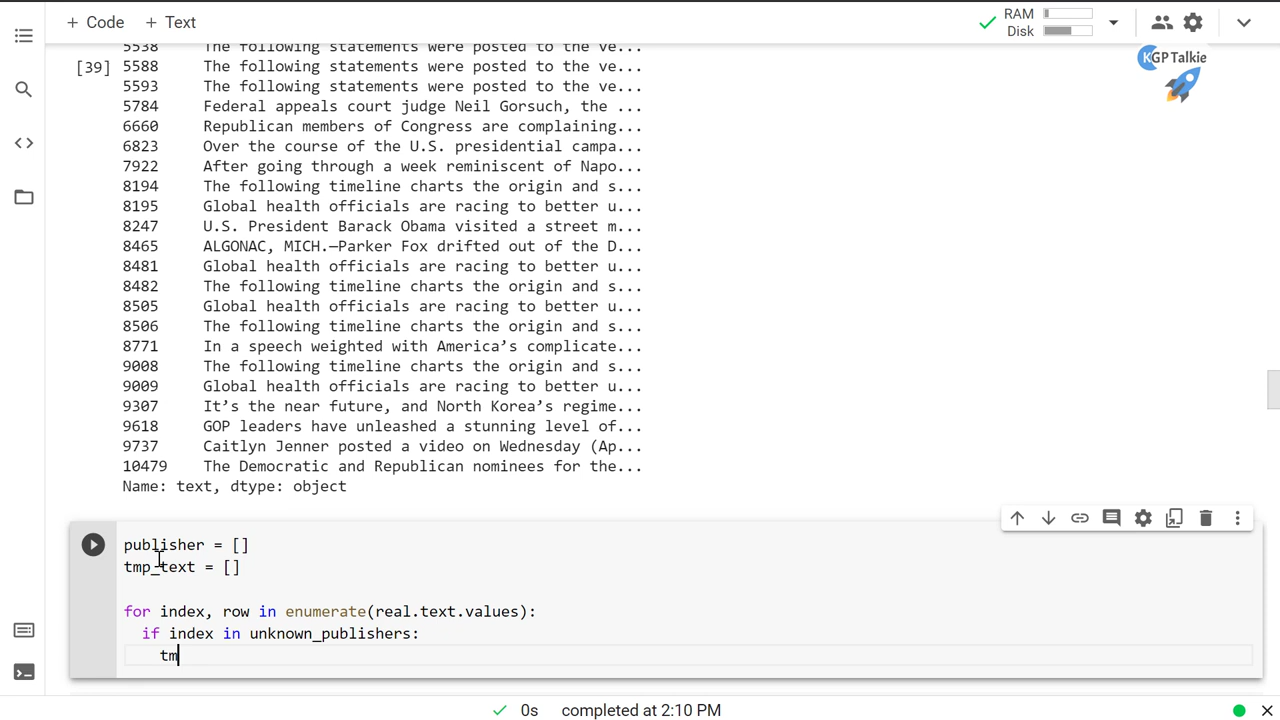 + Code + Text
RAM
Disk
KGP Talkie
5538 The following statements were posted to the ve...
[39] 5588 The following statements were posted to the ve...
5593 The following statements were posted to the ve...
5784 Federal appeals court judge Neil Gorsuch, the ...
6660 Republican members of Congress are complaining...
6823 Over the course of the U.S. presidential campa...
7922 After going through a week reminiscent of Napo...
8194 The following timeline charts the origin and s...
8195 Global health officials are racing to better u...
8247 U.S. President Barack Obama visited a street m...
8465 ALGONAC, MICH.—Parker Fox drifted out of the D...
8481 Global health officials are racing to better u...
8482 The following timeline charts the origin and s...
8505 Global health officials are racing to better u...
8506 The following timeline charts the origin and s...
8771 In a speech weighted with America’s complicate...
9008 The following timeline charts the origin and s...
9009 Global health officials are racing to better u...
9307 It’s the near future, and North Korea’s regime...
9618 GOP leaders have unleashed a stunning level of...
9737 Caitlyn Jenner posted a video on Wednesday (Ap...
10479 The Democratic and Republican nominees for the...
Name: text, dtype: object
publisher = []
tmp_text = []
for index, row in enumerate(real.text.values):
if index in unknown_publishers:
tm
0s completed at 2:10 PM